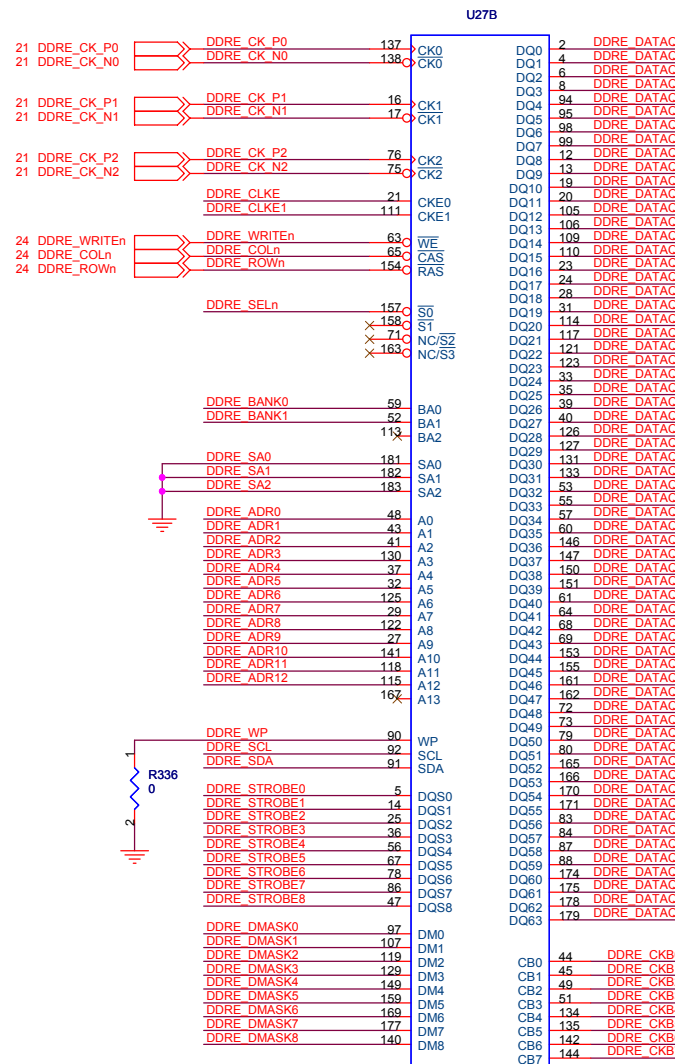 U27B
21 DDRE_CK_P0 DDRE_CK_P0 137 CK0
21 DDRE_CK_N0 DDRE_CK_N0 138 CK0
21 DDRE_CK_P1 DDRE_CK_P1 16 CK1
21 DDRE_CK_N1 DDRE_CK_N1 17 CK1
21 DDRE_CK_P2 DDRE_CK_P2 76 CK2
21 DDRE_CK_N2 DDRE_CK_N2 75 CK2
DDRE_CLKE 21 CKE0
DDRE_CLKE1 111 CKE1
24 DDRE_WRITEn DDRE_WRITEn 63 WE
24 DDRE_COLn DDRE_COLn 65 CAS
24 DDRE_ROWn DDRE_ROWn 154 RAS
DDRE_SELn 157 S0
158 S1
71 NC/S2
163 NC/S3
DDRE_BANK0 59 BA0
DDRE_BANK1 52 BA1
113 BA2
DDRE_SA0 181 SA0
DDRE_SA1 182 SA1
DDRE_SA2 183 SA2
DDRE_ADR0 48 A0
DDRE_ADR1 43 A1
DDRE_ADR2 41 A2
DDRE_ADR3 130 A3
DDRE_ADR4 37 A4
DDRE_ADR5 32 A5
DDRE_ADR6 125 A6
DDRE_ADR7 29 A7
DDRE_ADR8 122 A8
DDRE_ADR9 27 A9
DDRE_ADR10 141 A10
DDRE_ADR11 118 A11
DDRE_ADR12 115 A12
167 A13
DDRE_WP 90 WP
DDRE_SCL 92 SCL
DDRE_SDA 91 SDA
1
R336
0
2
DDRE_STROBE0 5 DQS0
DDRE_STROBE1 14 DQS1
DDRE_STROBE2 25 DQS2
DDRE_STROBE3 36 DQS3
DDRE_STROBE4 56 DQS4
DDRE_STROBE5 67 DQS5
DDRE_STROBE6 78 DQS6
DDRE_STROBE7 86 DQS7
DDRE_STROBE8 47 DQS8
DDRE_DMASK0 97 DM0
DDRE_DMASK1 107 DM1
DDRE_DMASK2 119 DM2
DDRE_DMASK3 129 DM3
DDRE_DMASK4 149 DM4
DDRE_DMASK5 159 DM5
DDRE_DMASK6 169 DM6
DDRE_DMASK7 177 DM7
DDRE_DMASK8 140 DM8
DQ0 2
DQ1 4
DQ2 6
DQ3 8
DQ4 94
DQ5 95
DQ6 98
DQ7 99
DQ8 12
DQ9 13
DQ10 19
DQ11 20
DQ12 105
DQ13 106
DQ14 109
DQ15 110
DQ16 23
DQ17 24
DQ18 28
DQ19 31
DQ20 114
DQ21 117
DQ22 121
DQ23 123
DQ24 33
DQ25 35
DQ26 39
DQ27 40
DQ28 126
DQ29 127
DQ30 131
DQ31 133
DQ32 53
DQ33 55
DQ34 57
DQ35 60
DQ36 146
DQ37 147
DQ38 150
DQ39 151
DQ40 61
DQ41 64
DQ42 68
DQ43 69
DQ44 153
DQ45 155
DQ46 161
DQ47 162
DQ48 72
DQ49 73
DQ50 79
DQ51 80
DQ52 165
DQ53 166
DQ54 170
DQ55 171
DQ56 83
DQ57 84
DQ58 87
DQ59 88
DQ60 174
DQ61 175
DQ62 178
DQ63 179
CB0 44 DDRE_CKB
CB1 45 DDRE_CKB
CB2 49 DDRE_CKB
CB3 51 DDRE_CKB
CB4 134 DDRE_CKB
CB5 135 DDRE_CKB
CB6 142 DDRE_CKB
CB7 144 DDRE_CKB